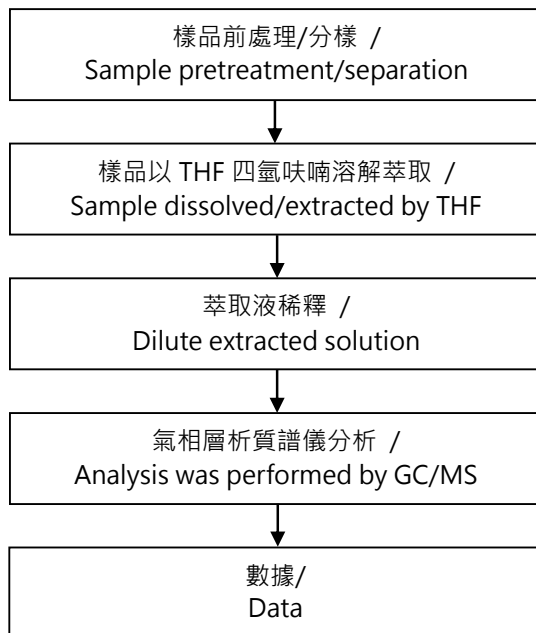 樣品前處理/分樣 /
Sample pretreatment/separation
樣品以 THF 四氫呋喃溶解萃取 /
Sample dissolved/extracted by THF
萃取液稀釋 /
Dilute extracted solution
氣相層析質譜儀分析 /
Analysis was performed by GC/MS
數據/
Data